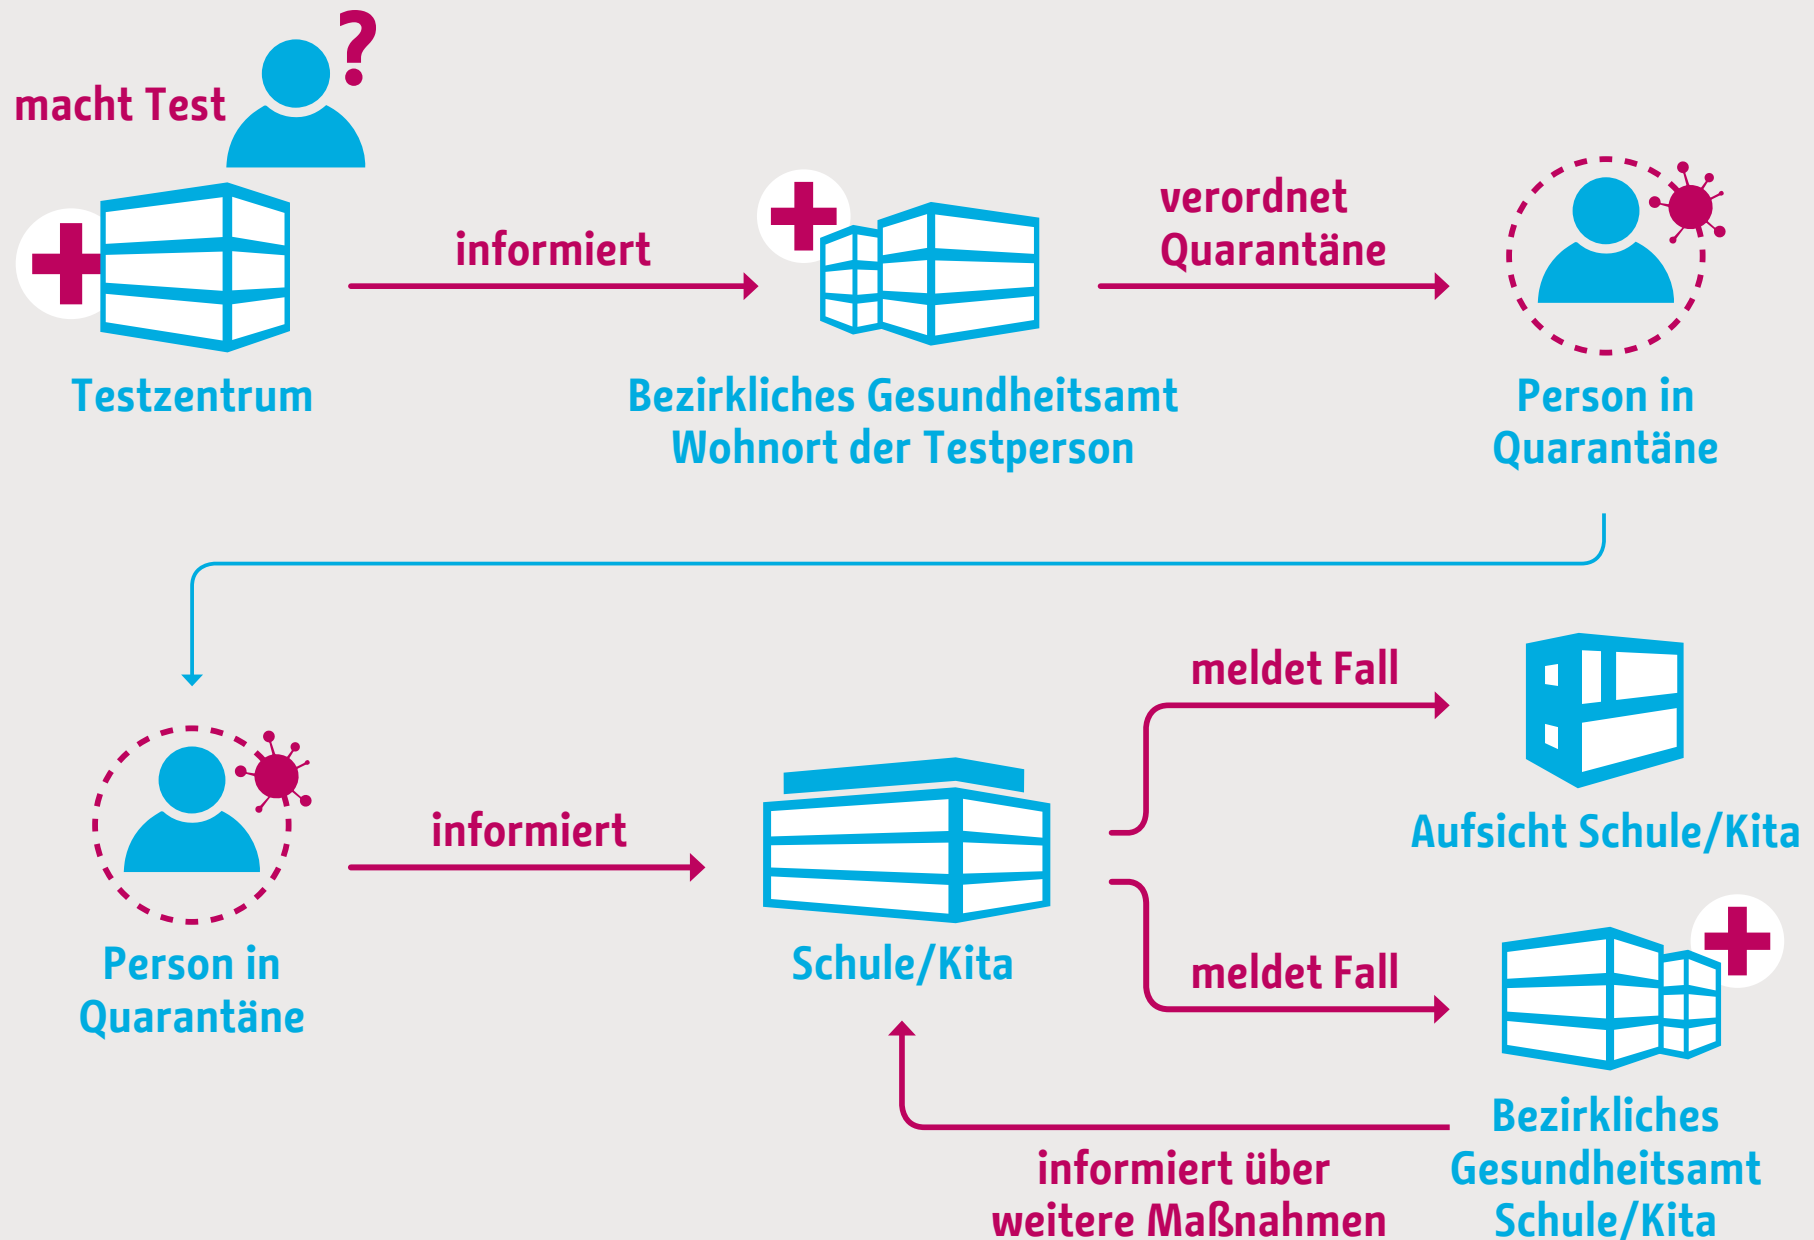 ?
macht Test
informiert
verordnet
Quarantäne
Testzentrum
Bezirkliches Gesundheitsamt
Wohnort der Testperson
Person in
Quarantäne
meldet Fall
informiert
Aufsicht Schule/Kita
Person in
Quarantäne
Schule/Kita
meldet Fall
informiert über
weitere Maßnahmen
Bezirkliches
Gesundheitsamt
Schule/Kita